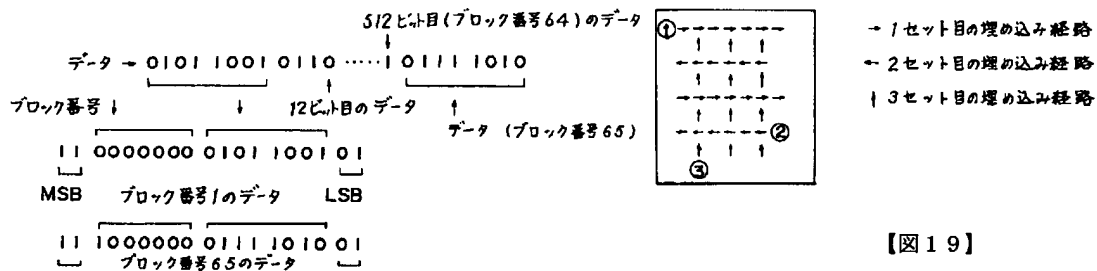 512ビット目(ブロック番号64)のデータ
データ → 0101 1001 0110 ‥‥‥ 1 0111 1010
ブロック番号
12ビット目のデータ
データ (ブロック番号65)
11 0000000 0101 1001 01
MSB ブロック番号1のデータ LSB
11 1000000 0111 1010 01
ブロック番号65のデータ
①
②
③
→ 1セット目の埋め込み経路
← 2セット目の埋め込み経路
↑ 3セット目の埋め込み経路
【図19】